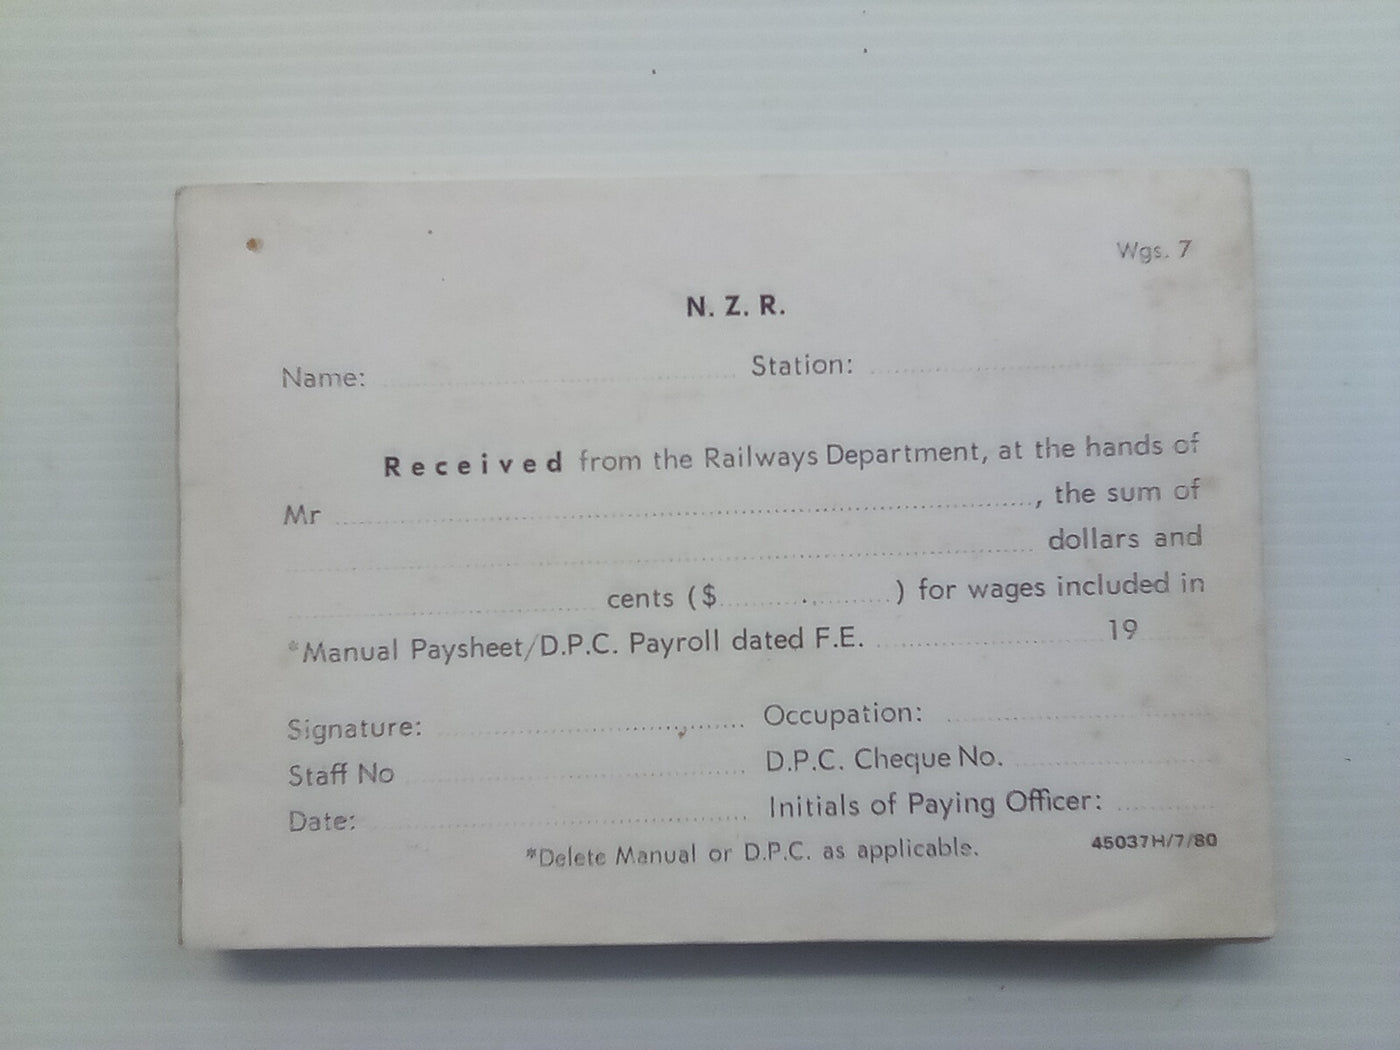 Wgs. 7
N. Z. R.
Name: ........................ Station: ........................
Received from the Railways Department, at the hands of
Mr ........................, the sum of
........................ dollars and
........................ cents ($............) for wages included in
*Manual Paysheet/D.P.C. Payroll dated F.E. ........................ 19
Signature: ........................ Occupation: ........................
Staff No ........................ D.P.C. Cheque No. ........................
Date: ........................ Initials of Paying Officer: ............
*Delete Manual or D.P.C. as applicable. 45037H/7/80